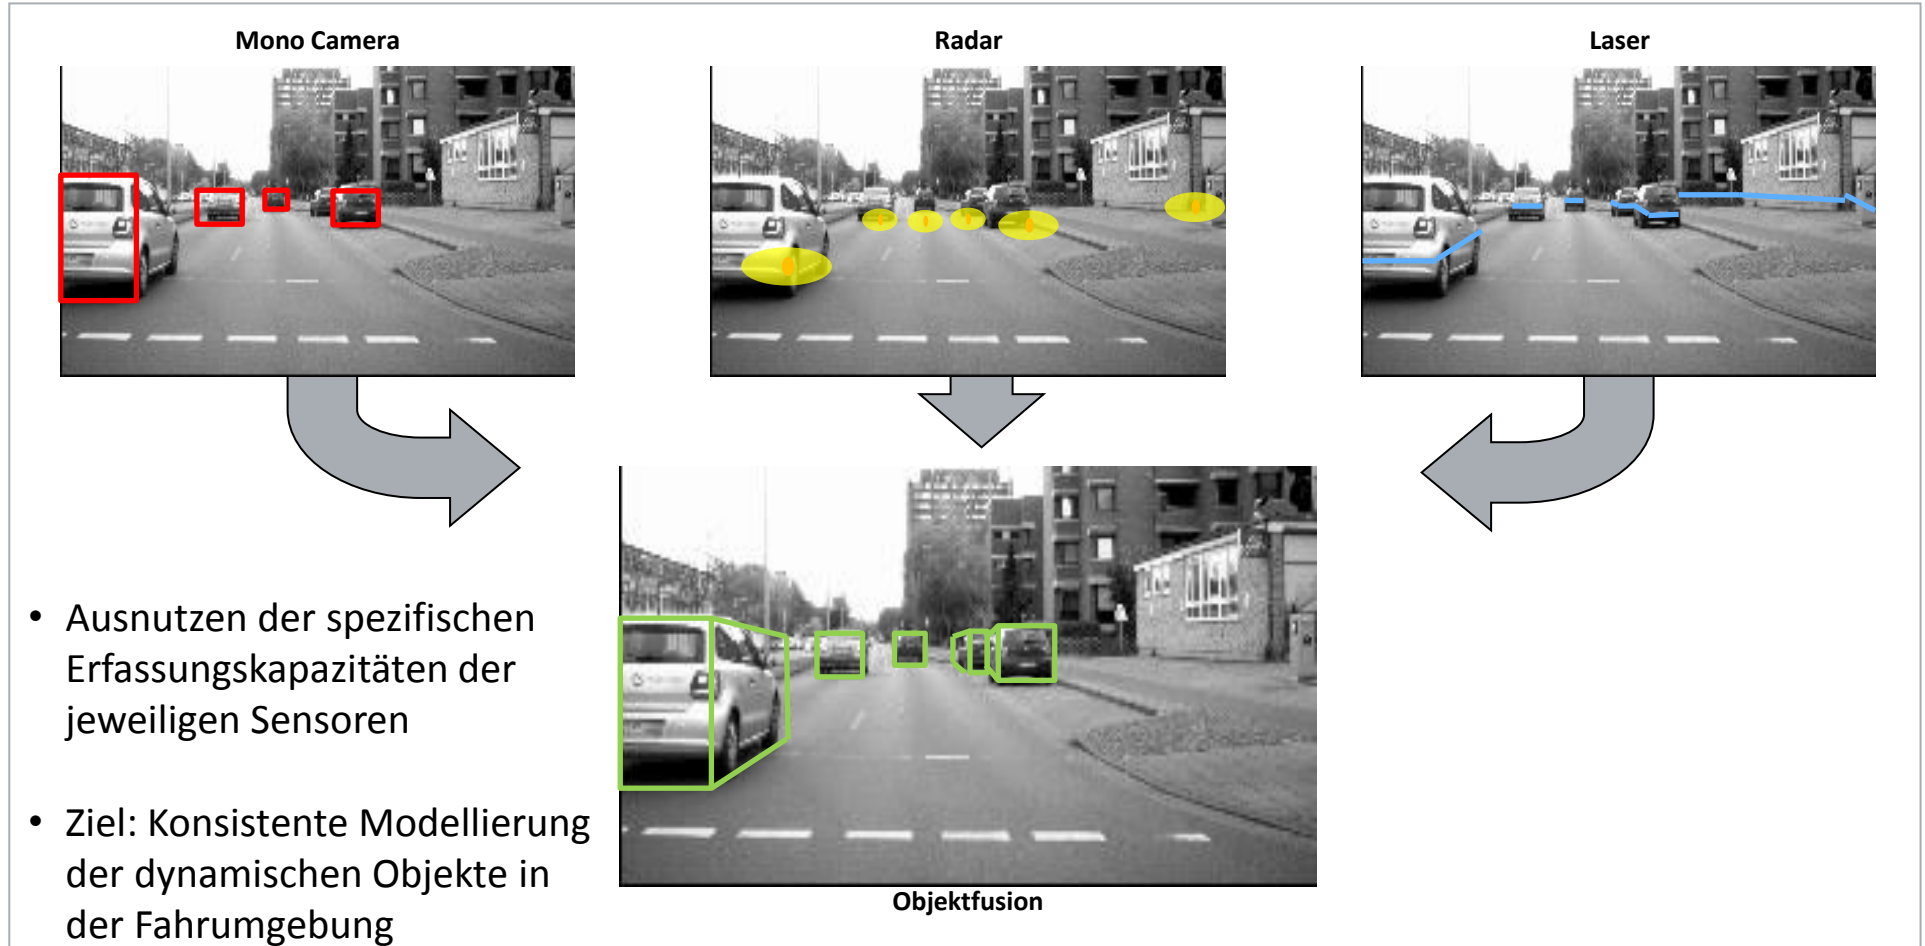 Mono Camera
Radar
Laser
• Ausnutzen der spezifischen
Erfassungskapazitäten der
jeweiligen Sensoren
• Ziel: Konsistente Modellierung
der dynamischen Objekte in
der Fahrumgebung
Objektfusion